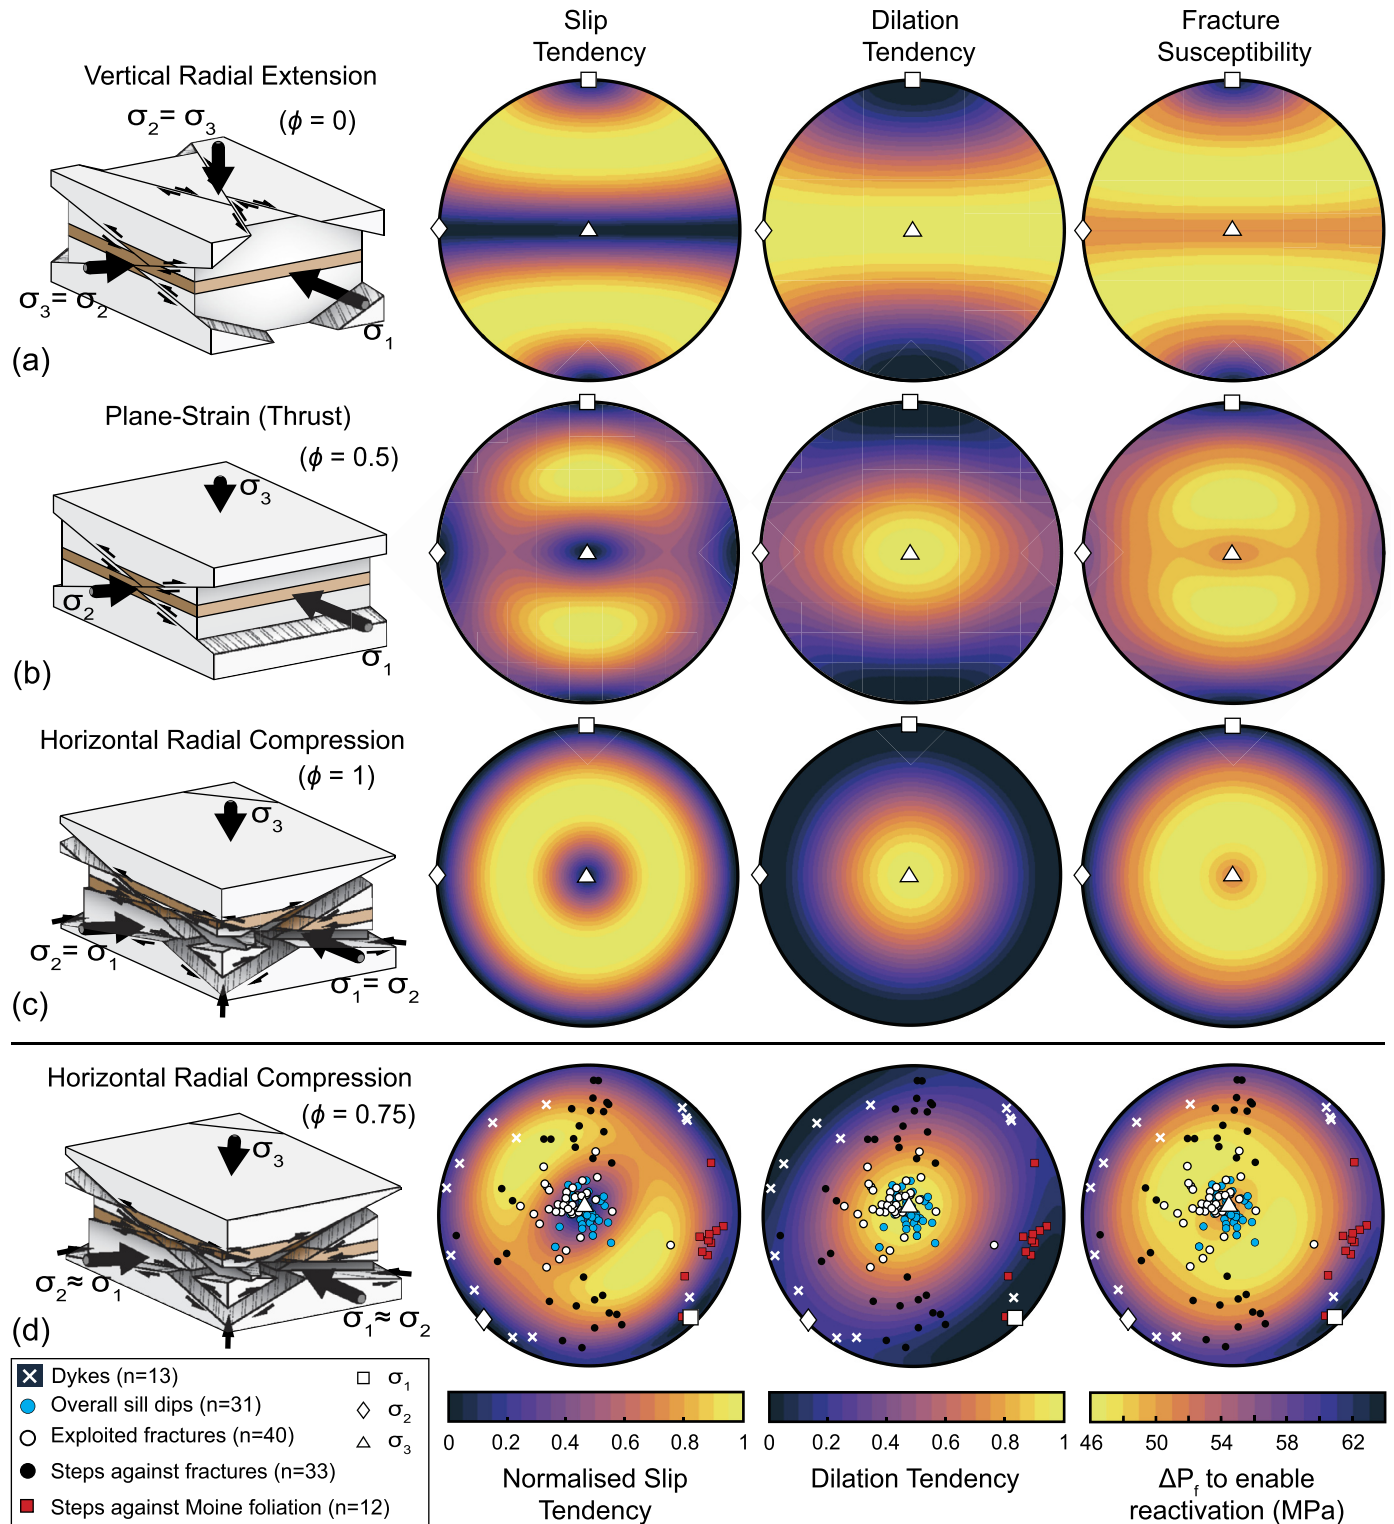 Slip
Tendency
Dilation
Tendency
Fracture
Susceptibility
Vertical Radial Extension
σ2= σ3
(ϕ = 0)
σ3= σ2
σ1
(a)
Plane-Strain (Thrust)
(ϕ = 0.5)
σ3
σ2
σ1
(b)
Horizontal Radial Compression
(ϕ = 1)
σ3
σ2= σ1
σ1= σ2
(c)
Horizontal Radial Compression
(ϕ = 0.75)
σ3
σ2≈ σ1
σ1≈ σ2
(d)
Dykes (n=13)
Overall sill dips (n=31)
Exploited fractures (n=40)
Steps against fractures (n=33)
Steps against Moine foliation (n=12)
σ1
σ2
σ3
0 0.2 0.4 0.6 0.8 1
Normalised Slip
Tendency
0 0.2 0.4 0.6 0.8 1
Dilation Tendency
46 50 54 58 62
ΔPf to enable
reactivation (MPa)